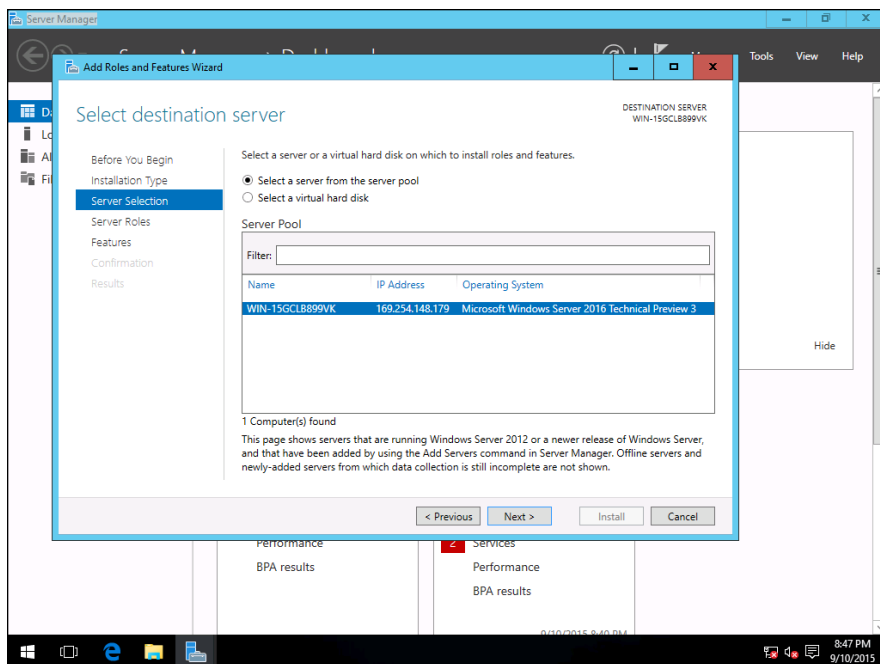 Server Manager
Tools View Help
Add Roles and Features Wizard
Select destination server
DESTINATION SERVER
WIN-15GCLB899VK
Before You Begin
Installation Type
Server Selection
Server Roles
Features
Confirmation
Results
Select a server or a virtual hard disk on which to install roles and features.
Select a server from the server pool
Select a virtual hard disk
Server Pool
Filter:
Name IP Address Operating System
WIN-15GCLB899VK 169.254.148.179 Microsoft Windows Server 2016 Technical Preview 3
1 Computer(s) found
This page shows servers that are running Windows Server 2012 or a newer release of Windows Server,
and that have been added by using the Add Servers command in Server Manager. Offline servers and
newly-added servers from which data collection is still incomplete are not shown.
< Previous Next > Install Cancel
Hide
Performance
BPA results
2 Services
Performance
BPA results
9/10/2015 8:40 PM
8:47 PM
9/10/2015